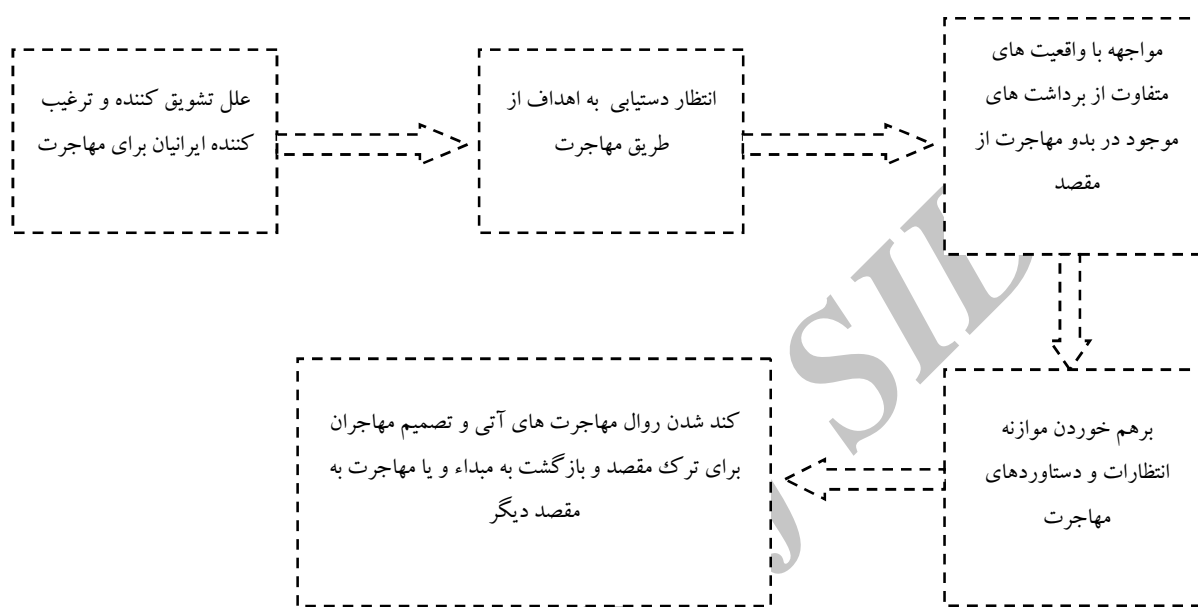 علل تشویق کننده و ترغیب
کننده ایرانیان برای مهاجرت
انتظار دستیابی به اهداف از
طریق مهاجرت
مواجهه با واقعیت های
متفاوت از برداشت های
موجود در بدو مهاجرت از
مقصد
برهم خوردن موازنه
انتظارات و دستاوردهای
مهاجرت
کند شدن روال مهاجرت های آتی و تصمیم مهاجران
برای ترک مقصد و بازگشت به مبداء و یا مهاجرت به
مقصد دیگر